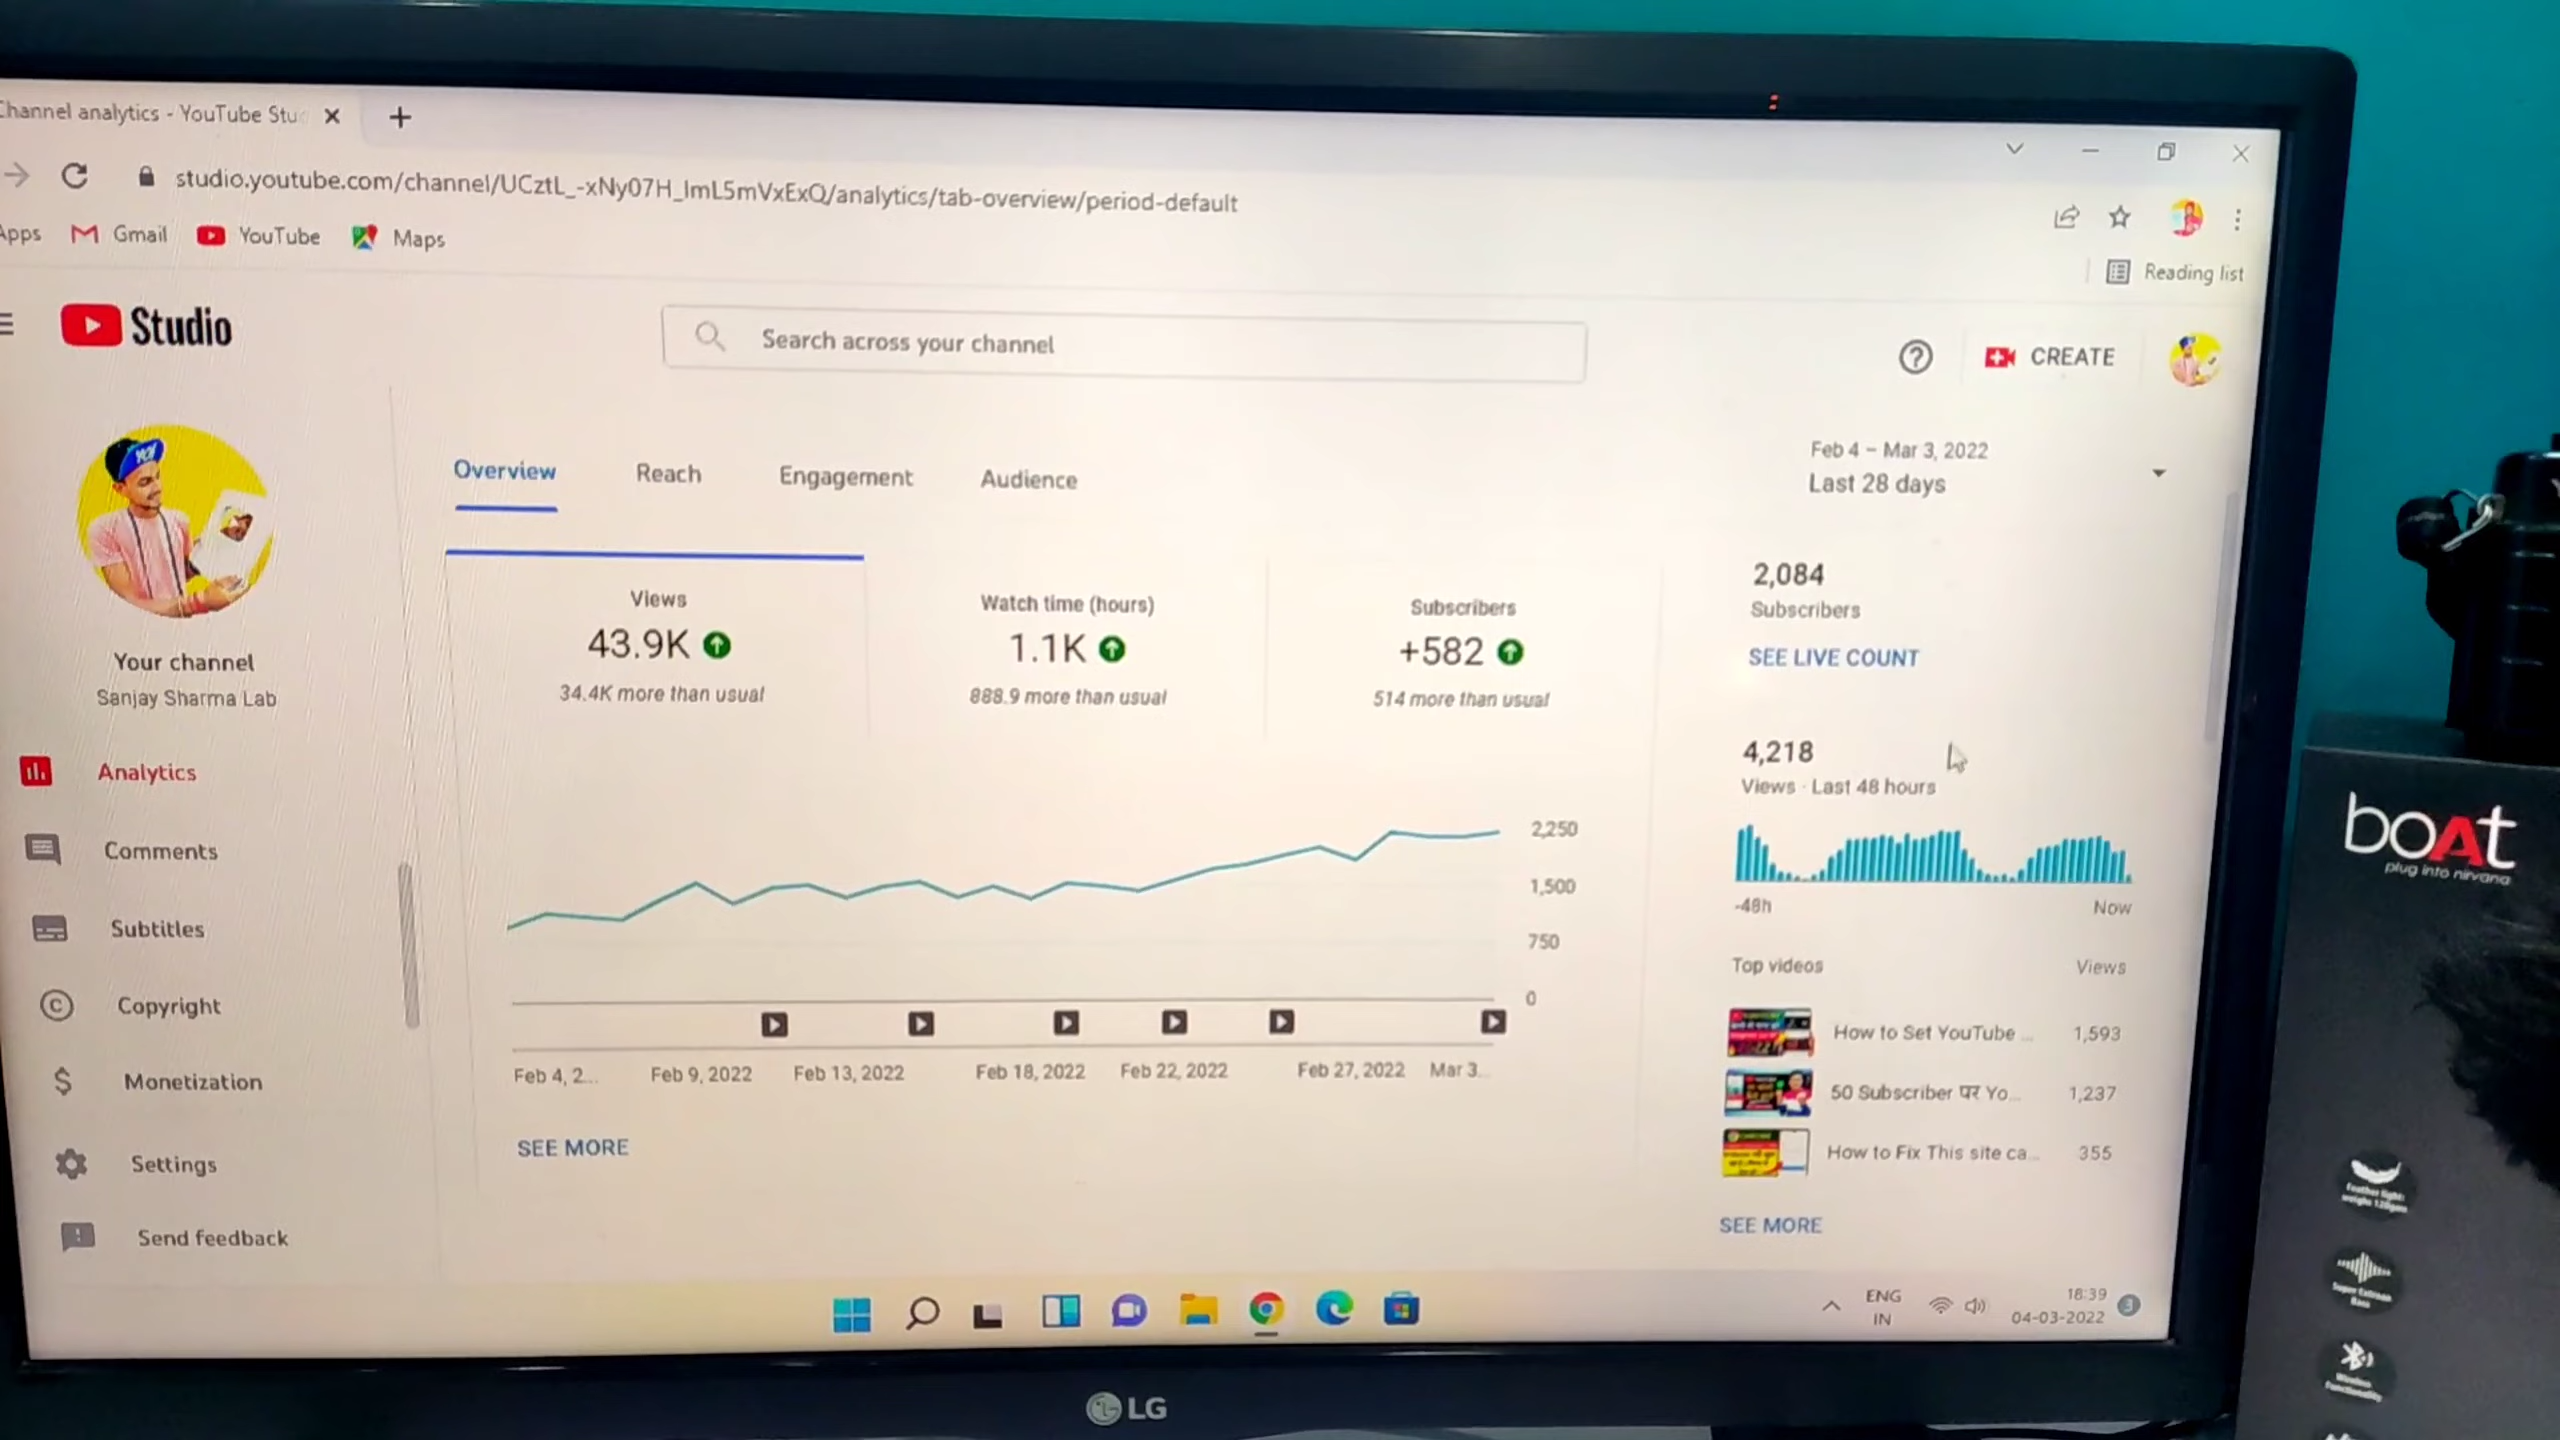 Channel analytics - YouTube Stu
studio.youtube.com/channel/UCztL_-xNy07H_lmL5mVxExQ/analytics/tab-overview/period-default
Apps Gmail YouTube Maps
Reading list
Studio
Search across your channel
CREATE
Your channel
Sanjay Sharma Lab
Analytics
Comments
Subtitles
Copyright
Monetization
Settings
Send feedback
Overview Reach Engagement Audience
Feb 4 – Mar 3, 2022
Last 28 days
Views
43.9K
34.4K more than usual
Watch time (hours)
1.1K
888.9 more than usual
Subscribers
+582
514 more than usual
2,250
1,500
750
0
Feb 4, 2... Feb 9, 2022 Feb 13, 2022 Feb 18, 2022 Feb 22, 2022 Feb 27, 2022 Mar 3...
SEE MORE
2,084
Subscribers
SEE LIVE COUNT
4,218
Views · Last 48 hours
-48h Now
Top videos Views
How to Set YouTube ... 1,593
50 Subscriber पर Yo... 1,237
How to Fix This site ca... 355
SEE MORE
ENG
IN
18:39
04-03-2022
3
LG
boAt
plug into nirvana
Wireless
Functionality